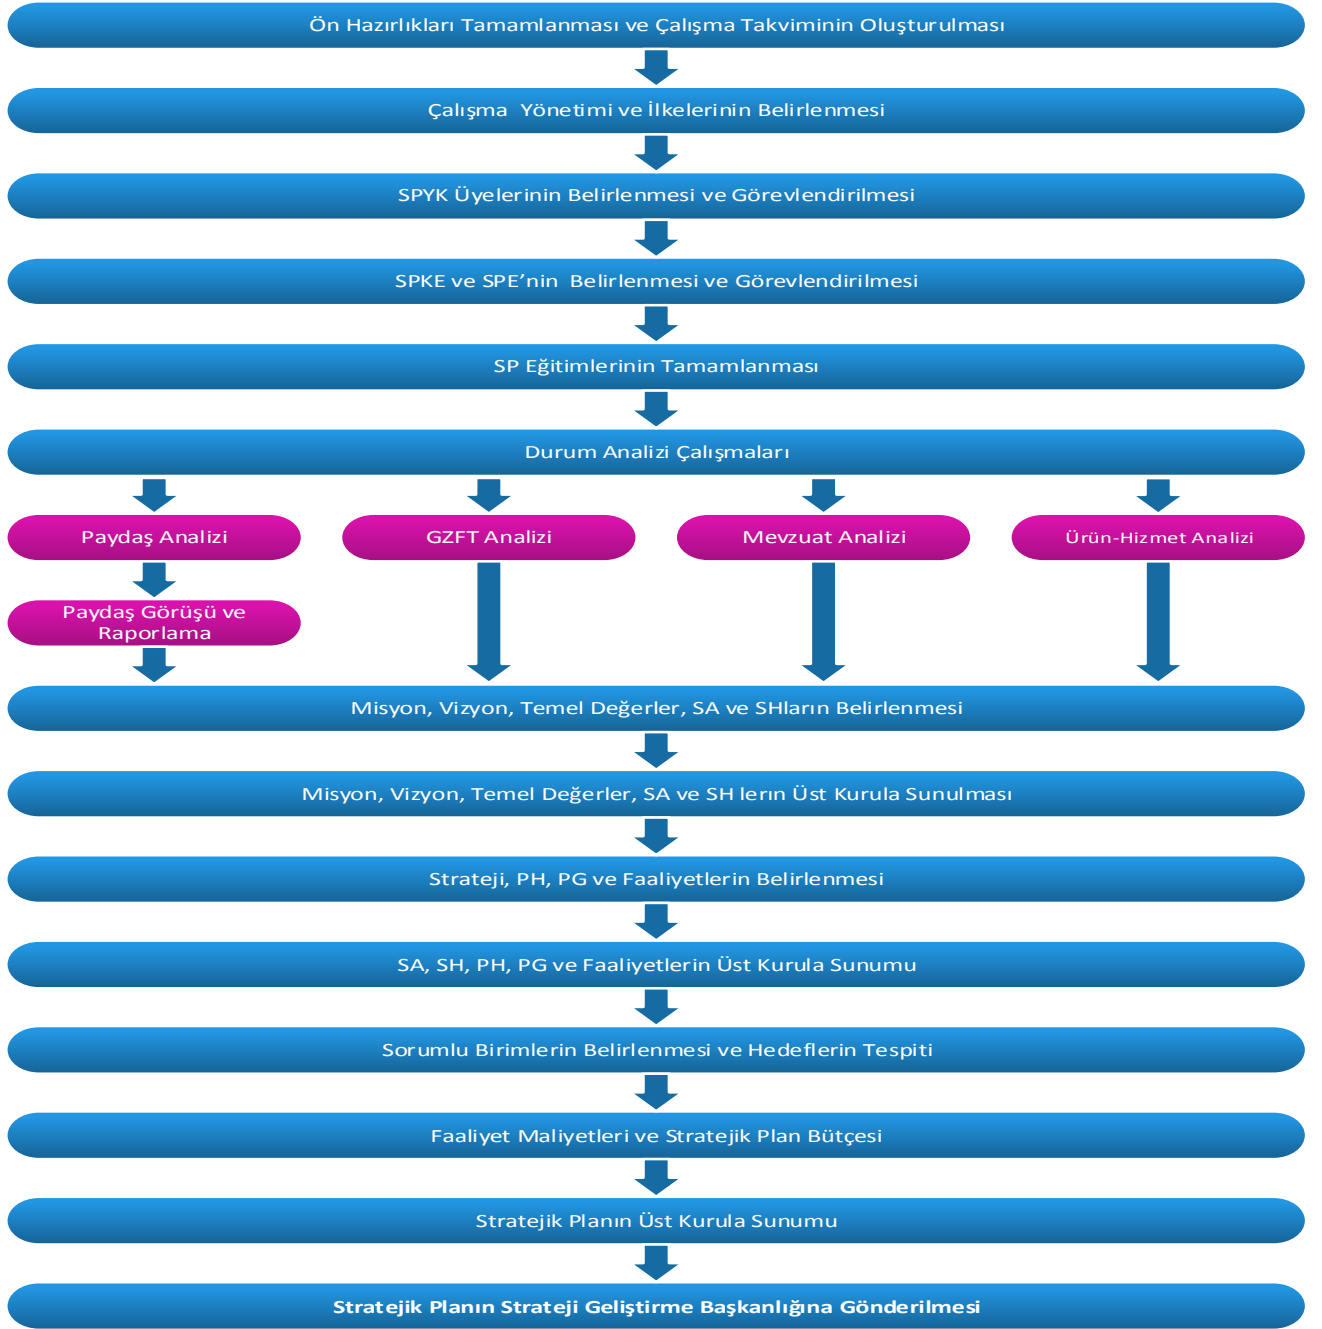 Ön Hazırlıkları Tamamlanması ve Çalışma Takviminin Oluşturulması
Çalışma Yönetimi ve İlkelerinin Belirlenmesi
SPYK Üyelerinin Belirlenmesi ve Görevlendirilmesi
SPKE ve SPE’nin Belirlenmesi ve Görevlendirilmesi
SP Eğitimlerinin Tamamlanması
Durum Analizi Çalışmaları
Paydaş Analizi
GZFT Analizi
Mevzuat Analizi
Ürün-Hizmet Analizi
Paydaş Görüşü ve
Raporlama
Misyon, Vizyon, Temel Değerler, SA ve SHların Belirlenmesi
Misyon, Vizyon, Temel Değerler, SA ve SH lerın Üst Kurula Sunulması
Strateji, PH, PG ve Faaliyetlerin Belirlenmesi
SA, SH, PH, PG ve Faaliyetlerin Üst Kurula Sunumu
Sorumlu Birimlerin Belirlenmesi ve Hedeflerin Tespiti
Faaliyet Maliyetleri ve Stratejik Plan Bütçesi
Stratejik Planın Üst Kurula Sunumu
Stratejik Planın Strateji Geliştirme Başkanlığına Gönderilmesi